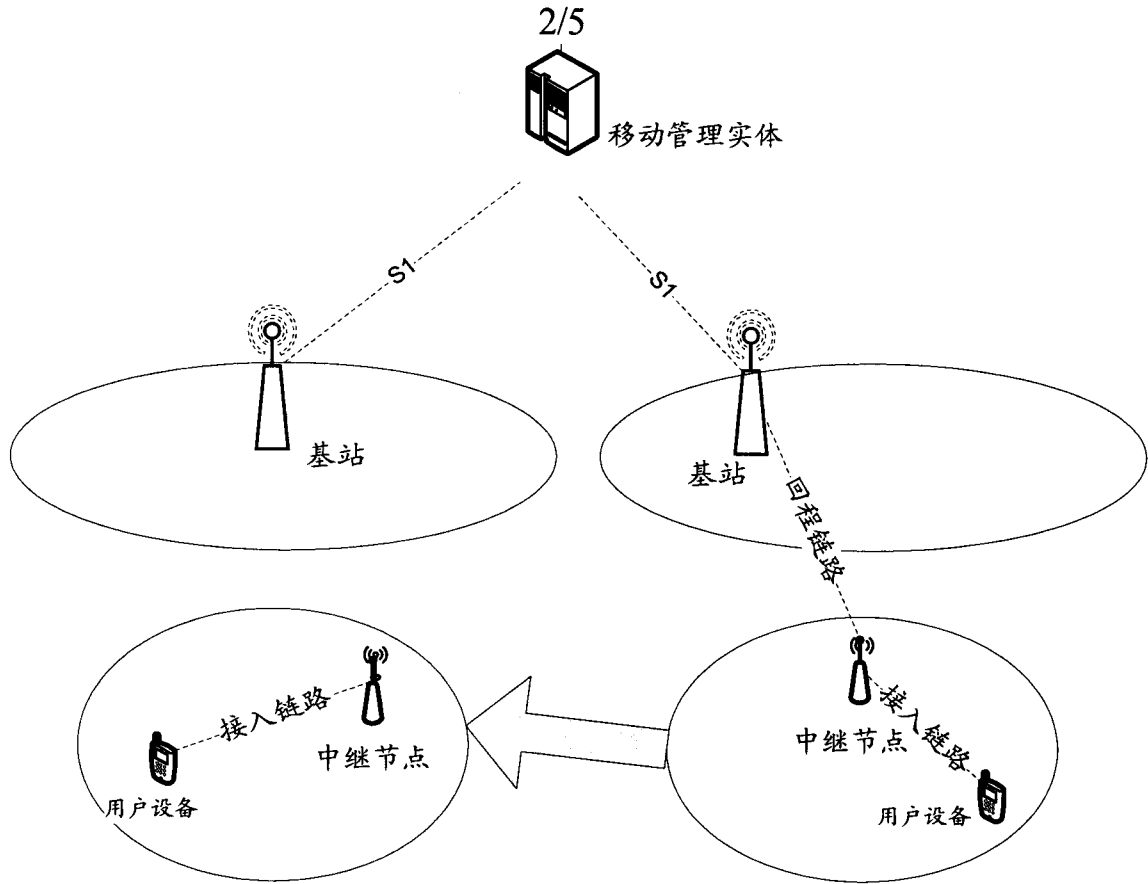 2/5
移动管理实体
S1
S1
基站
基站
回程链路
接入链路
中继节点
用户设备
接入链路
中继节点
用户设备